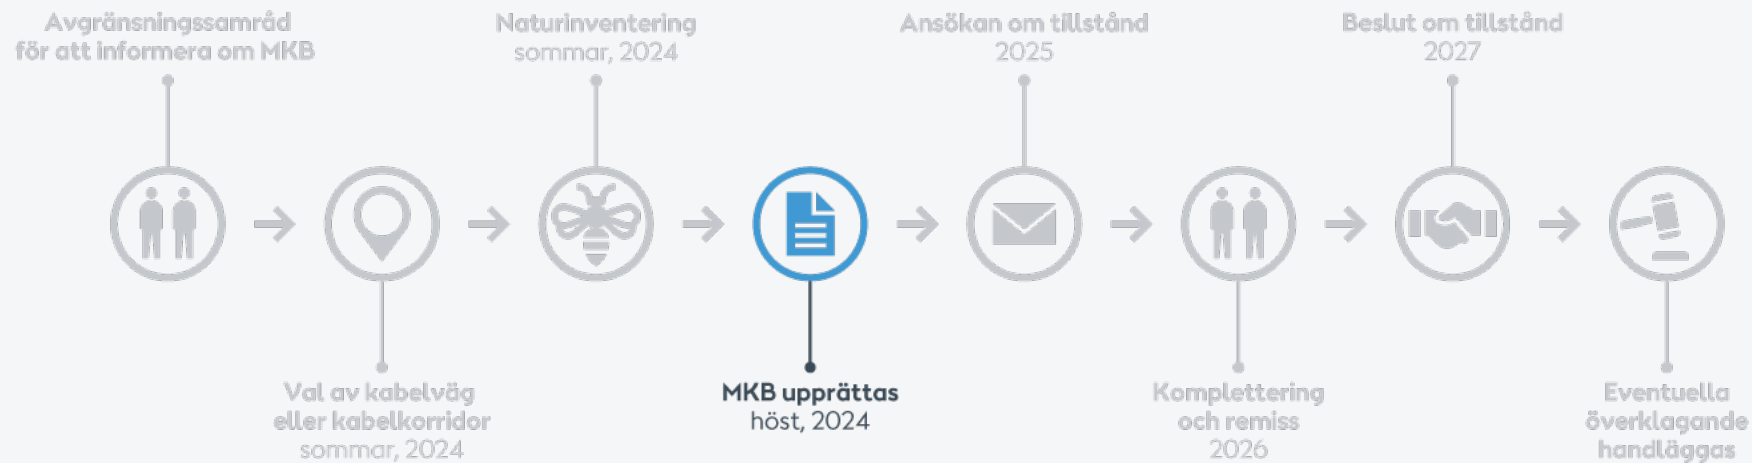 Avgränsningssamråd
för att informera om MKB
Val av kabelväg
eller kabelkorridor
sommar, 2024
Naturinventering
sommar, 2024
MKB upprättas
höst, 2024
Ansökan om tillstånd
2025
Komplettering
och remiss
2026
Beslut om tillstånd
2027
Eventuella
överklagande
handläggas